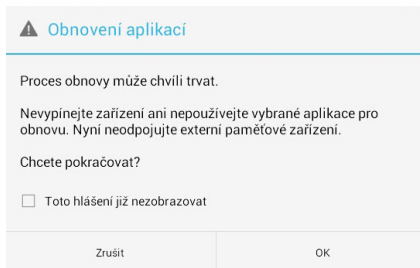 Obnovení aplikací
Proces obnovy může chvíli trvat.
Nevypínejte zařízení ani nepoužívejte vybrané aplikace pro
obnovu. Nyní neodpojujte externí paměťové zařízení.
Chcete pokračovat?
Toto hlášení již nezobrazovat
Zrušit
OK